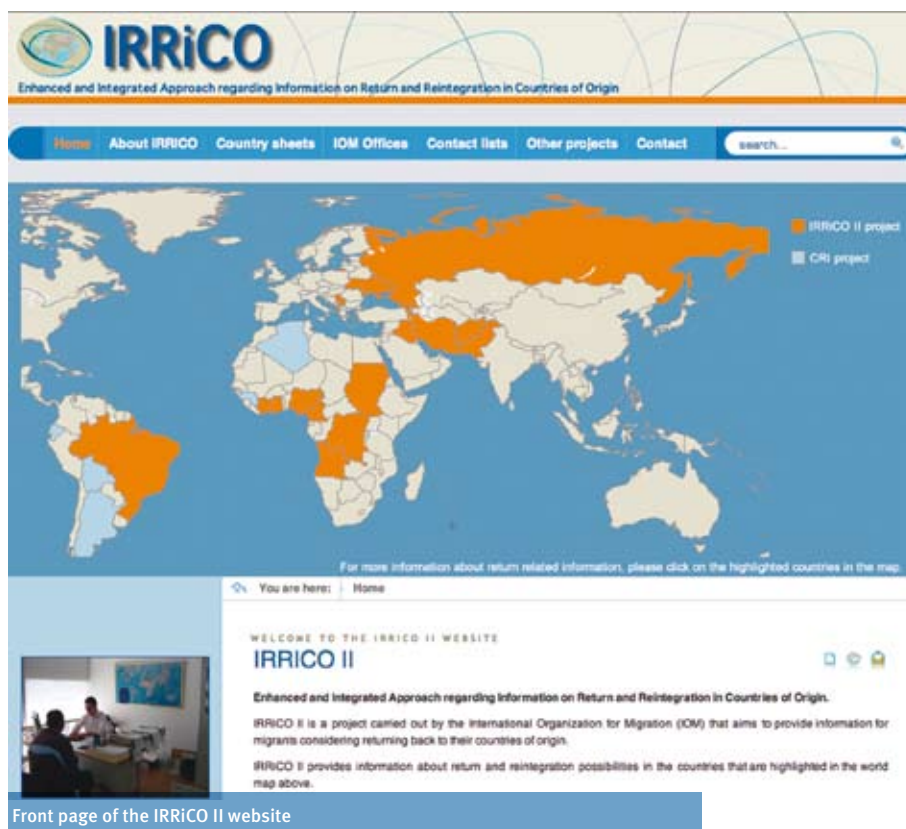 IRRiCO
Enhanced and Integrated Approach regarding Information on Return and Reintegration in Countries of Origin
Home About IRRICO Country sheets IOM Offices Contact lists Other projects Contact search...
IRRiCO II project
CRI project
For more information about return related information, please click on the highlighted countries in the map.
You are here: Home
WELCOME TO THE IRRICO II WEBSITE
IRRICO II
Enhanced and Integrated Approach regarding Information on Return and Reintegration in Countries of Origin.
IRRiCO II is a project carried out by the International Organization for Migration (IOM) that aims to provide information for
migrants considering returning back to their countries of origin.
IRRiCO II provides information about return and reintegration possibilities in the countries that are highlighted in the world
map above.
Front page of the IRRiCO II website